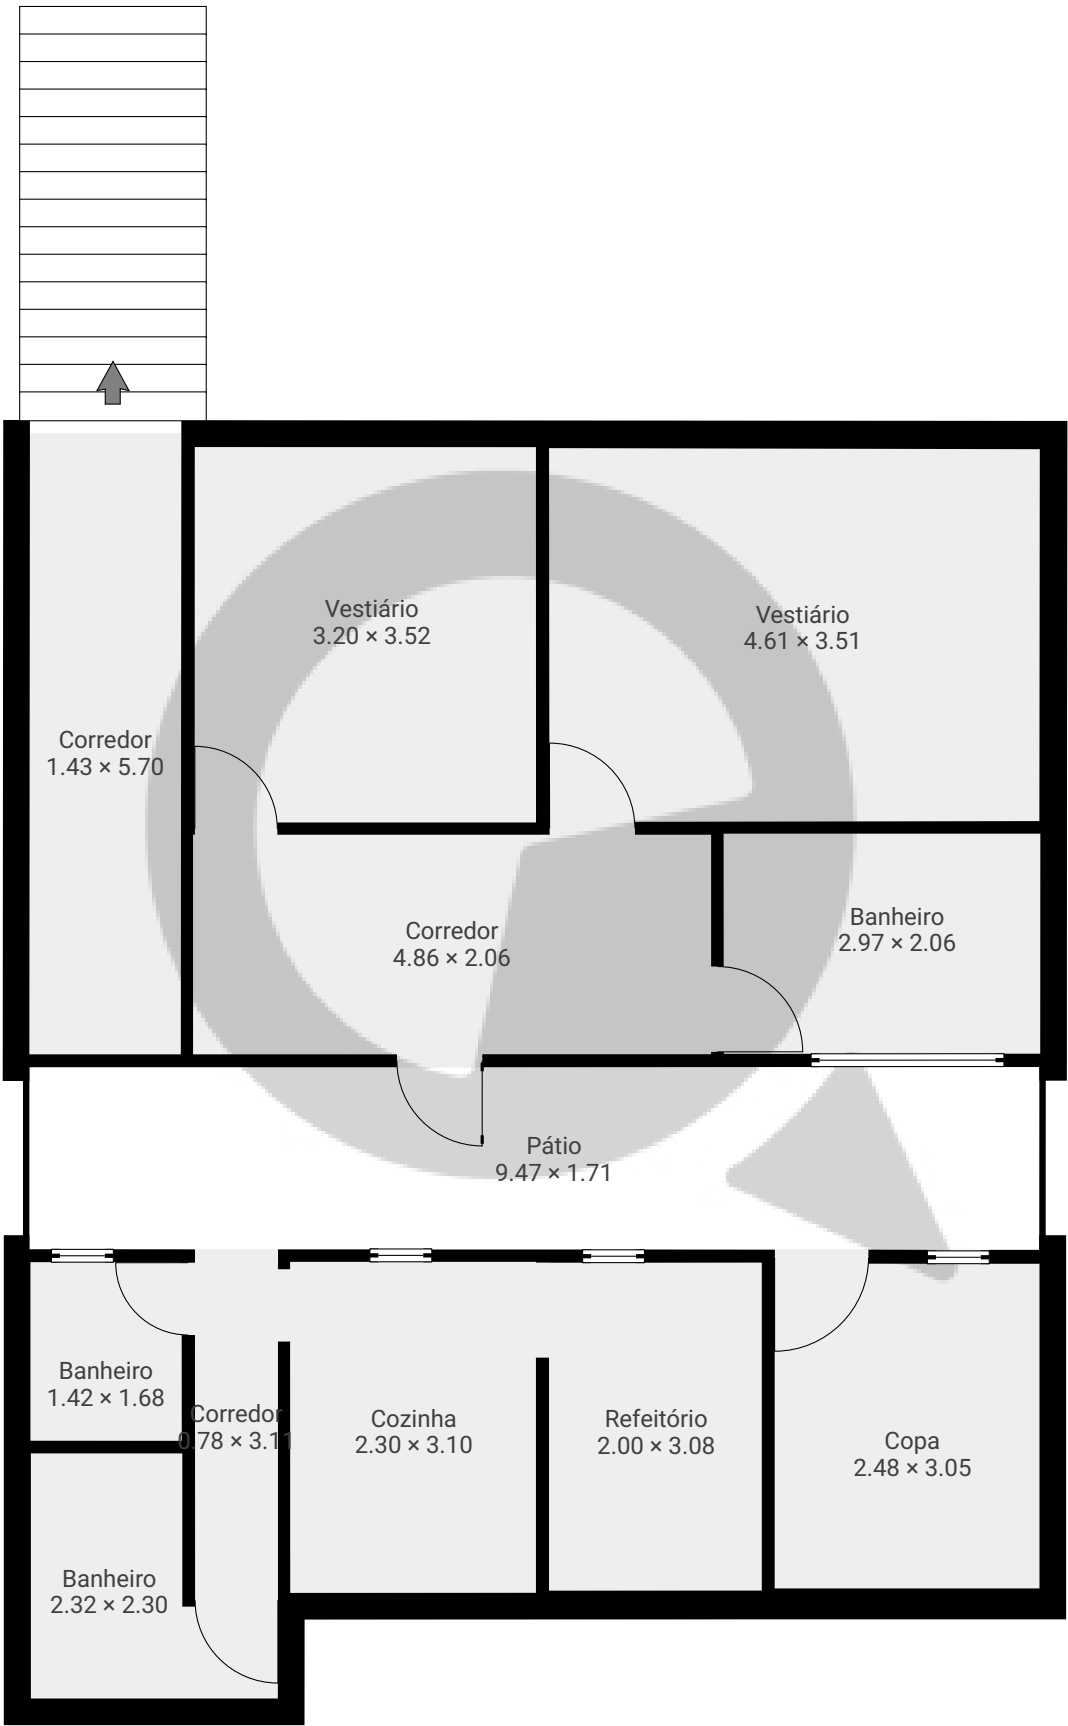 Vestiário
3.20 × 3.52
Vestiário
4.61 × 3.51
Corredor
1.43 × 5.70
Corredor
4.86 × 2.06
Banheiro
2.97 × 2.06
Pátio
9.47 × 1.71
Banheiro
1.42 × 1.68
Corredor
0.78 × 3.11
Cozinha
2.30 × 3.10
Refeitório
2.00 × 3.08
Copa
2.48 × 3.05
Banheiro
2.32 × 2.30